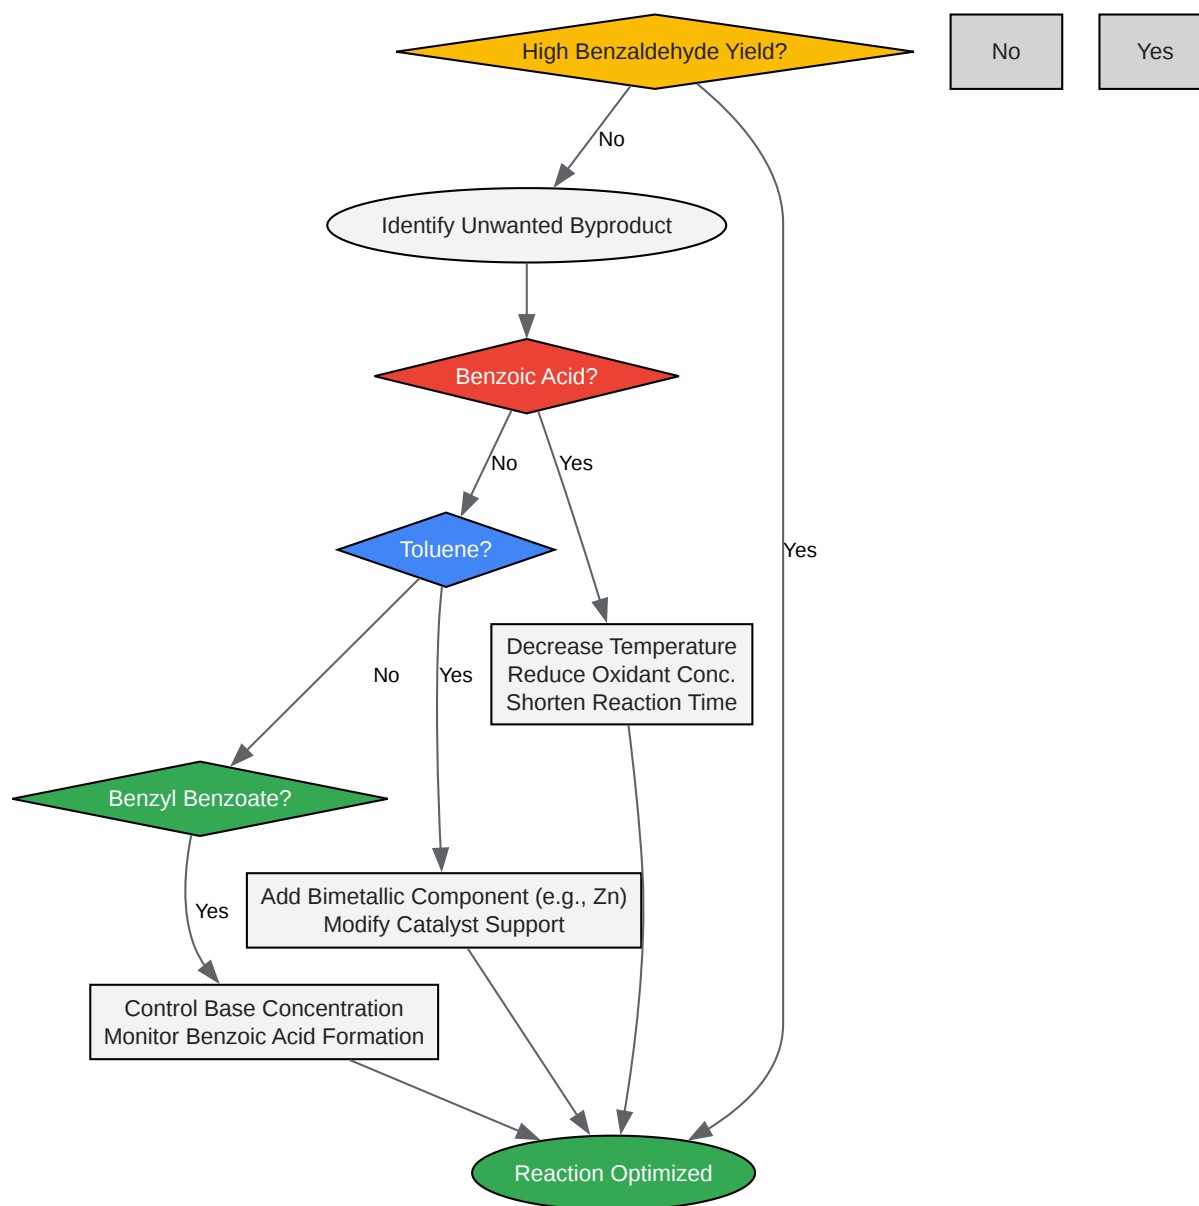 High Benzaldehyde Yield?
No
Yes
No
Identify Unwanted Byproduct
Benzoic Acid?
No
Yes
Toluene?
Yes
Decrease Temperature
Reduce Oxidant Conc.
Shorten Reaction Time
No
Yes
Benzyl Benzoate?
Add Bimetallic Component (e.g., Zn)
Modify Catalyst Support
Yes
Control Base Concentration
Monitor Benzoic Acid Formation
Reaction Optimized